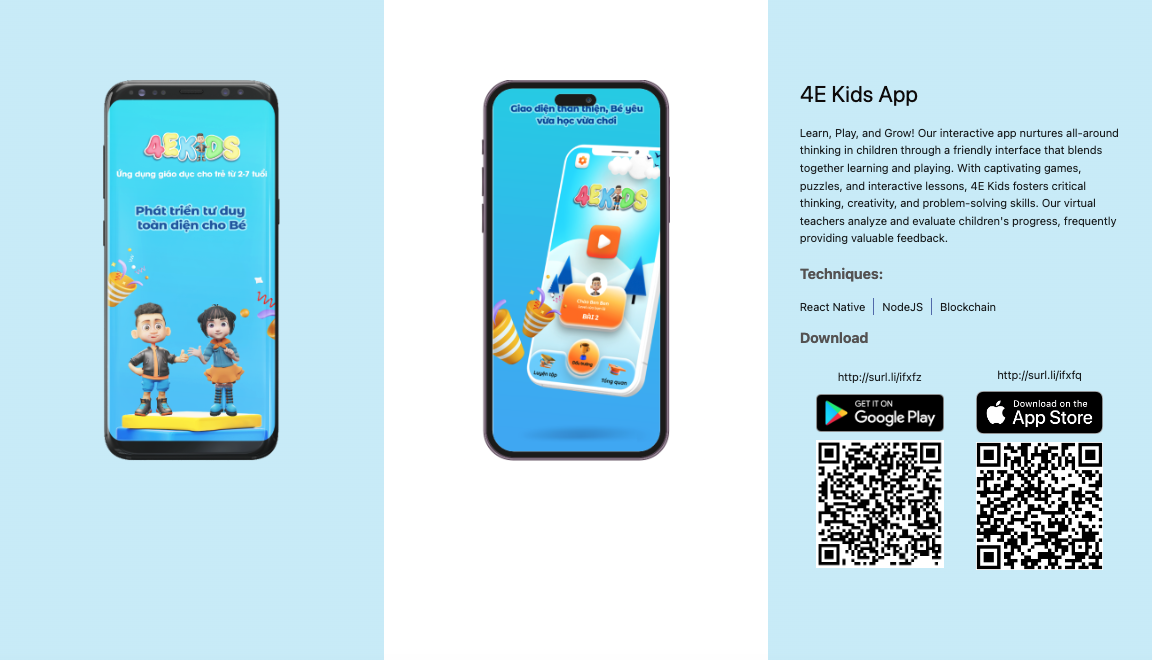 4EKIDS
Ứng dụng giáo dục cho trẻ từ 2-7 tuổi
Phát triển tư duy
toàn diện cho Bé
Giao diện thân thiện, Bé yêu
vừa học vừa chơi
4EKIDS
BÀI 2
Luyện tập
Tổng quan
4E Kids App
Learn, Play, and Grow! Our interactive app nurtures all-around
thinking in children through a friendly interface that blends
together learning and playing. With captivating games,
puzzles, and interactive lessons, 4E Kids fosters critical
thinking, creativity, and problem-solving skills. Our virtual
teachers analyze and evaluate children's progress, frequently
providing valuable feedback.
Techniques:
React Native | NodeJS | Blockchain
Download
http://surl.li/ifxfz
GET IT ON
Google Play
http://surl.li/ifxfq
Download on the
App Store